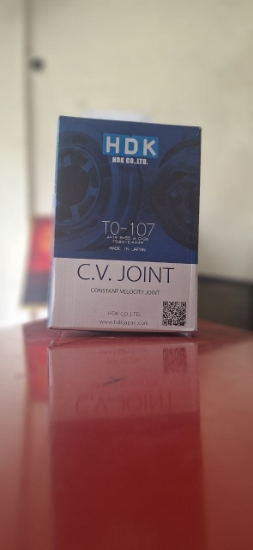 HDK
HDK CO.,LTD.
TO-107
MADE IN JAPAN
C.V. JOINT
CONSTANT VELOCITY JOINT
HDK CO.,LTD.